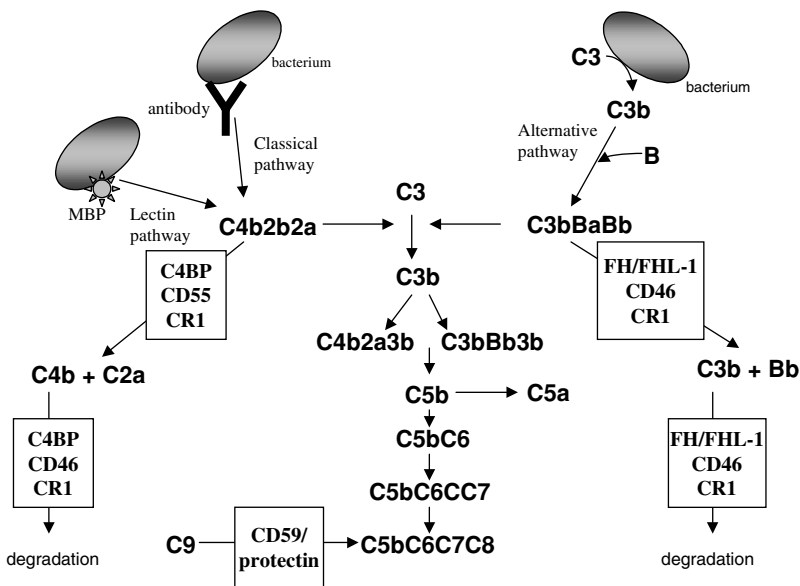 bacterium
antibody
Classical
pathway
MBP
Lectin
pathway
C4b2b2a
C3
C3
bacterium
C3b
Alternative
pathway
B
C3bBaBb
C4BP
CD55
CR1
C3b
FH/FHL-1
CD46
CR1
C4b2a3b
C3bBb3b
C4b + C2a
C3b + Bb
C5b
C5a
C4BP
CD46
CR1
C5bC6
FH/FHL-1
CD46
CR1
C5bC6CC7
C9
CD59/
protectin
C5bC6C7C8
degradation
degradation